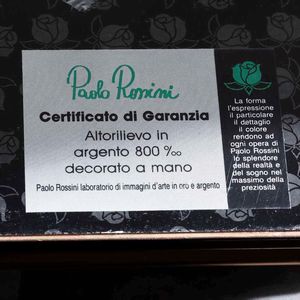 Paolo Rossini
Certificato di Garanzia
Altorilievo in
argento 800 ‰
decorato a mano
Paolo Rossini laboratorio di immagini d'arte in oro e argento
La forma
l'espressione
il particolare
il dettaglio
il colore
rendono ad
ogni opera di
Paolo Rossini
lo splendore
della realtà e
del sogno nel
massimo della
preziosità